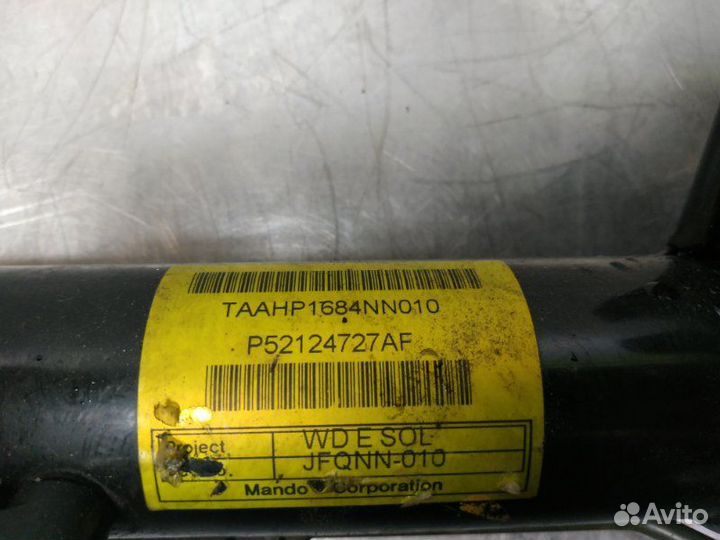 TAAHP1684NN010
P52124727AF
Project
WD E SOL
JFQNN-010
Mando Corporation
Avito